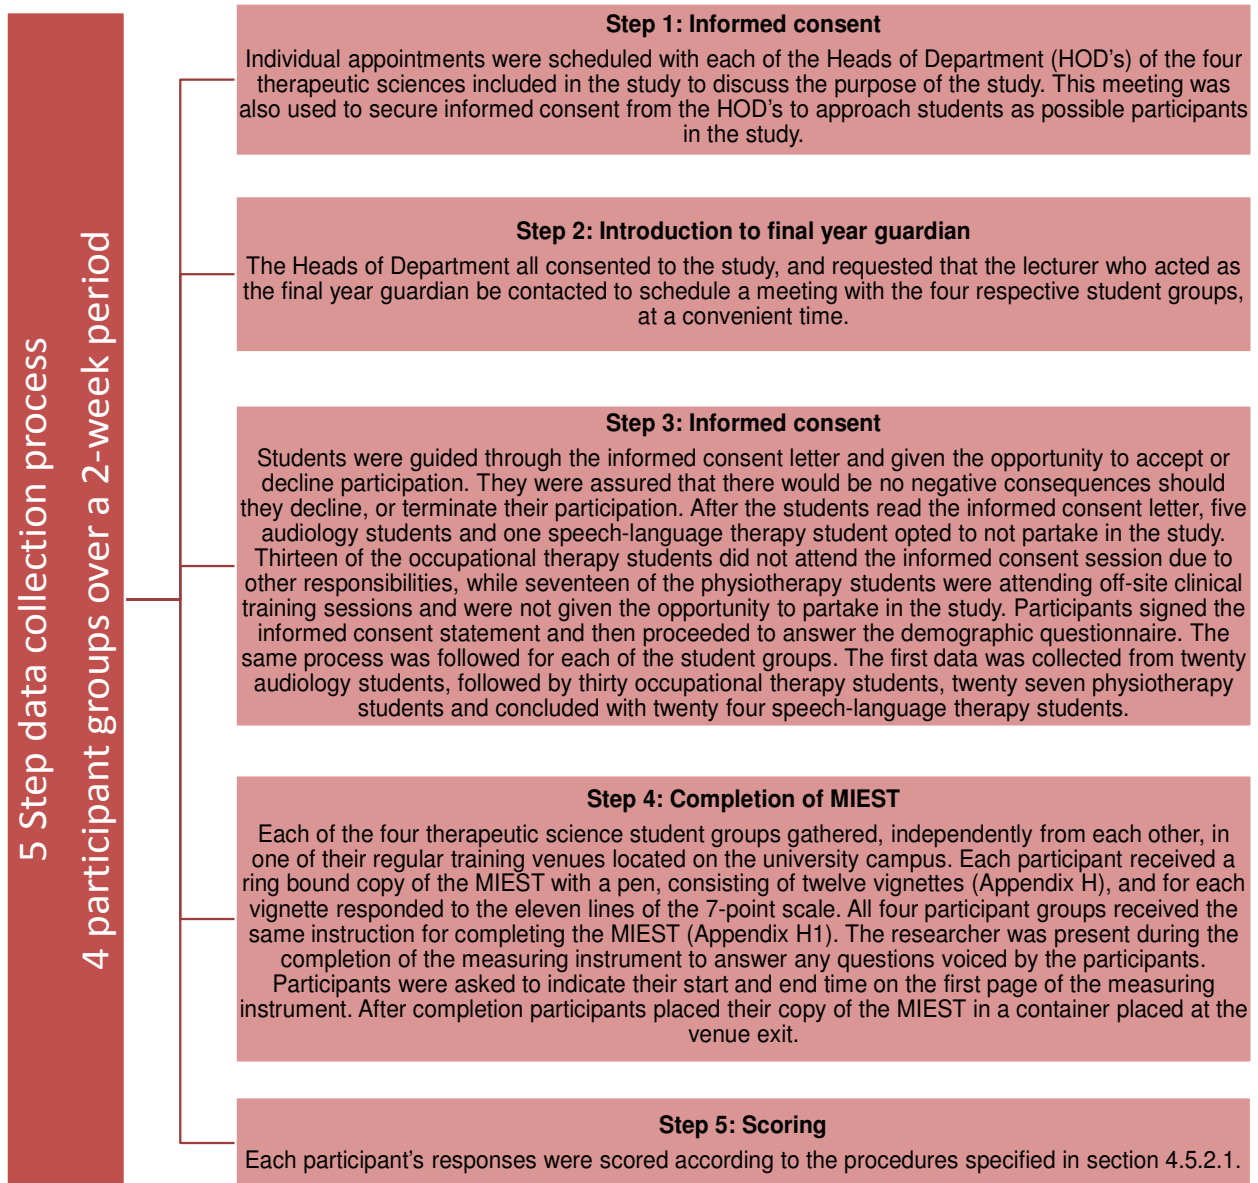 5 Step data collection process
4 participant groups over a 2-week period
Step 1: Informed consent
Individual appointments were scheduled with each of the Heads of Department (HOD's) of the four
therapeutic sciences included in the study to discuss the purpose of the study. This meeting was
also used to secure informed consent from the HOD's to approach students as possible participants
in the study.
Step 2: Introduction to final year guardian
The Heads of Department all consented to the study, and requested that the lecturer who acted as
the final year guardian be contacted to schedule a meeting with the four respective student groups,
at a convenient time.
Step 3: Informed consent
Students were guided through the informed consent letter and given the opportunity to accept or
decline participation. They were assured that there would be no negative consequences should
they decline, or terminate their participation. After the students read the informed consent letter, five
audiology students and one speech-language therapy student opted to not partake in the study.
Thirteen of the occupational therapy students did not attend the informed consent session due to
other responsibilities, while seventeen of the physiotherapy students were attending off-site clinical
training sessions and were not given the opportunity to partake in the study. Participants signed the
informed consent statement and then proceeded to answer the demographic questionnaire. The
same process was followed for each of the student groups. The first data was collected from twenty
audiology students, followed by thirty occupational therapy students, twenty seven physiotherapy
students and concluded with twenty four speech-language therapy students.
Step 4: Completion of MIEST
Each of the four therapeutic science student groups gathered, independently from each other, in
one of their regular training venues located on the university campus. Each participant received a
ring bound copy of the MIEST with a pen, consisting of twelve vignettes (Appendix H), and for each
vignette responded to the eleven lines of the 7-point scale. All four participant groups received the
same instruction for completing the MIEST (Appendix H1). The researcher was present during the
completion of the measuring instrument to answer any questions voiced by the participants.
Participants were asked to indicate their start and end time on the first page of the measuring
instrument. After completion participants placed their copy of the MIEST in a container placed at the
venue exit.
Step 5: Scoring
Each participant's responses were scored according to the procedures specified in section 4.5.2.1.